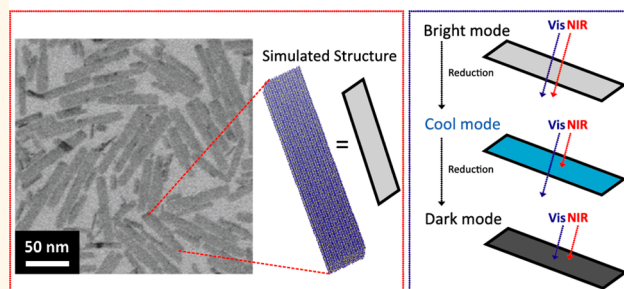 Simulated Structure
=
50 nm
Bright mode
Vis NIR
Reduction
Cool mode
Vis NIR
Reduction
Dark mode
Vis NIR